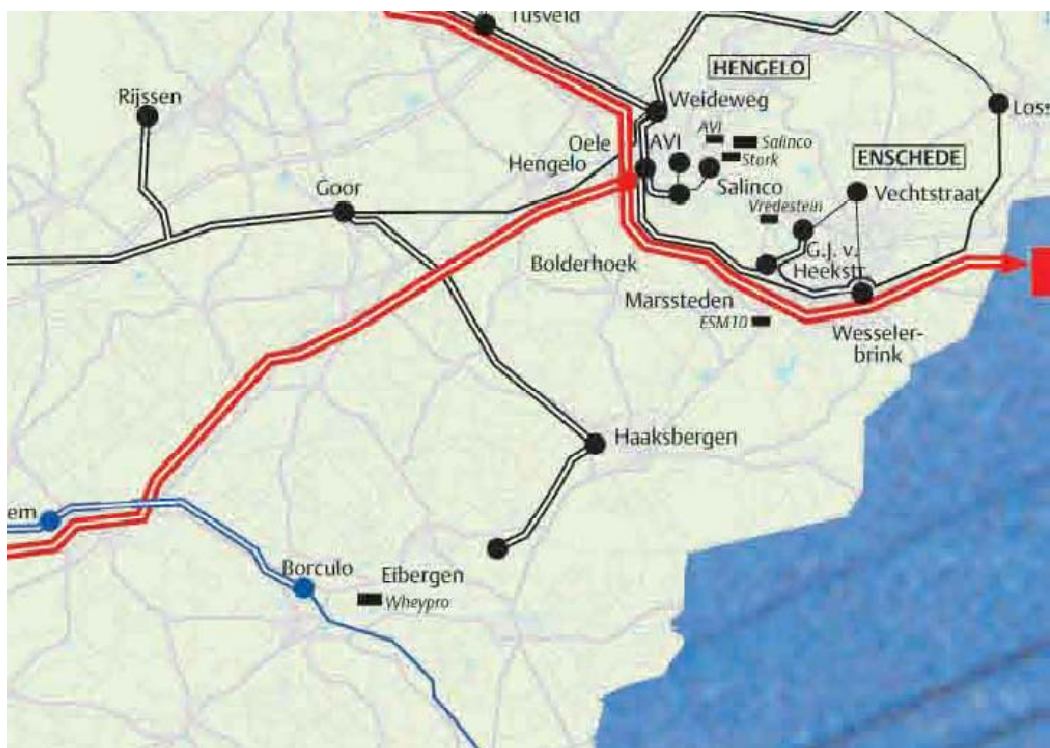 Tusveld
HENGELO
Rijssen
Weideweg
Loss
Oele
AVI
AVI
Salinco
Stork
Hengelo
ENSCHEDE
Goor
Salinco
Vechtstraat
Vredestein
G.J. v.
Heekstr.
Bolderhoek
Marssteden
ESM10
Wesseler-
brink
Haaksbergen
em
Borculo
Eibergen
Wheypro